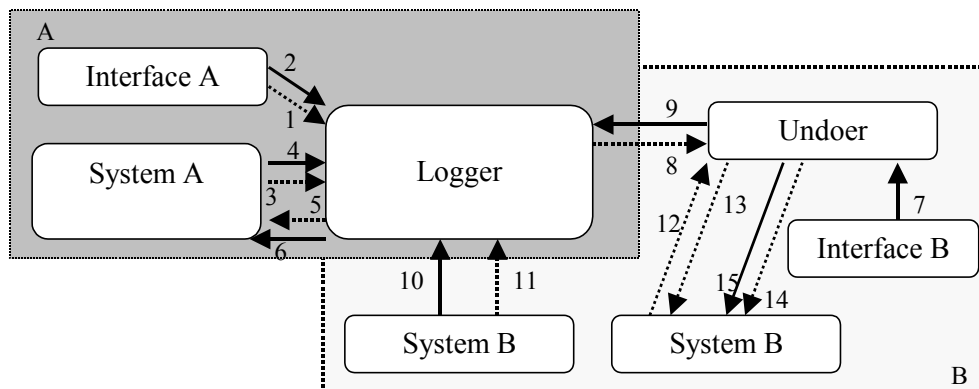 A
Interface A
2
1
System A
4
3
5
6
Logger
9
8
Undoer
7
Interface B
12
13
15
14
10
11
System B
System B
B